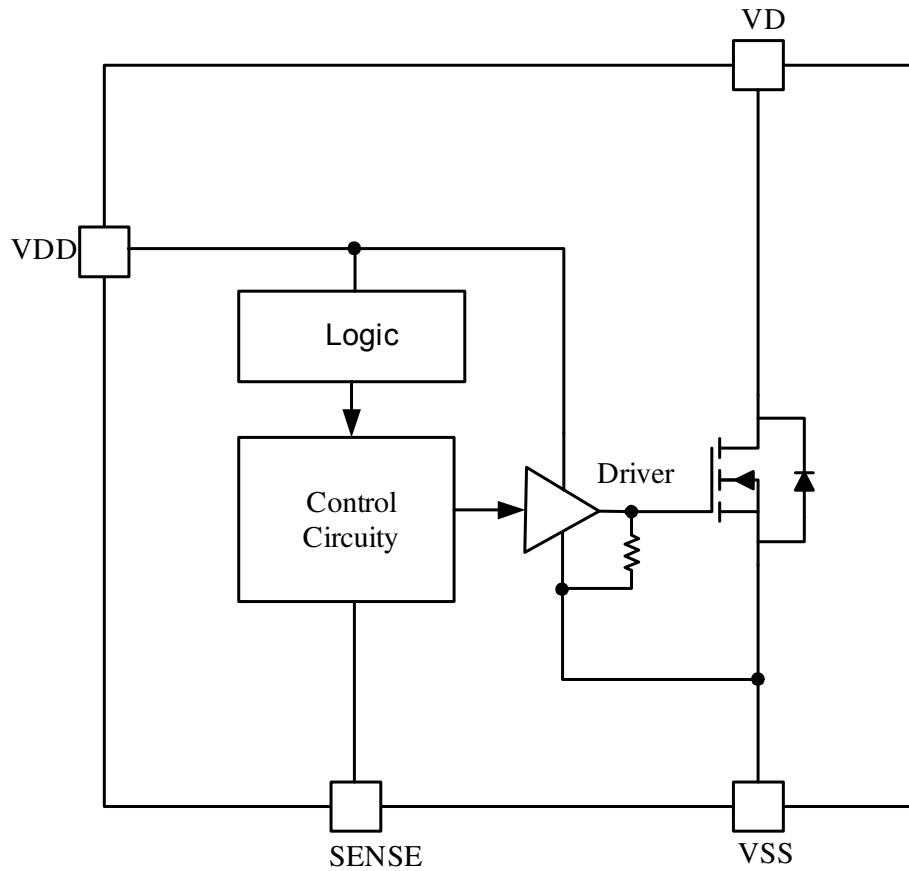 VD
VDD
Logic
Driver
Control
Circuity
SENSE
VSS